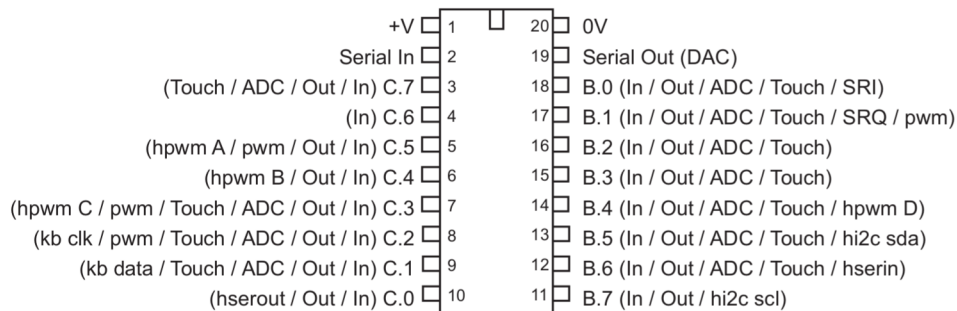 +V 1 20 0V
Serial In 2 19 Serial Out (DAC)
(Touch / ADC / Out / In) C.7 3 18 B.0 (In / Out / ADC / Touch / SRI)
(In) C.6 4 17 B.1 (In / Out / ADC / Touch / SRQ / pwm)
(hpwm A / pwm / Out / In) C.5 5 16 B.2 (In / Out / ADC / Touch)
(hpwm B / Out / In) C.4 6 15 B.3 (In / Out / ADC / Touch)
(hpwm C / pwm / Touch / ADC / Out / In) C.3 7 14 B.4 (In / Out / ADC / Touch / hpwm D)
(kb clk / pwm / Touch / ADC / Out / In) C.2 8 13 B.5 (In / Out / ADC / Touch / hi2c sda)
(kb data / Touch / ADC / Out / In) C.1 9 12 B.6 (In / Out / ADC / Touch / hserin)
(hserout / Out / In) C.0 10 11 B.7 (In / Out / hi2c scl)